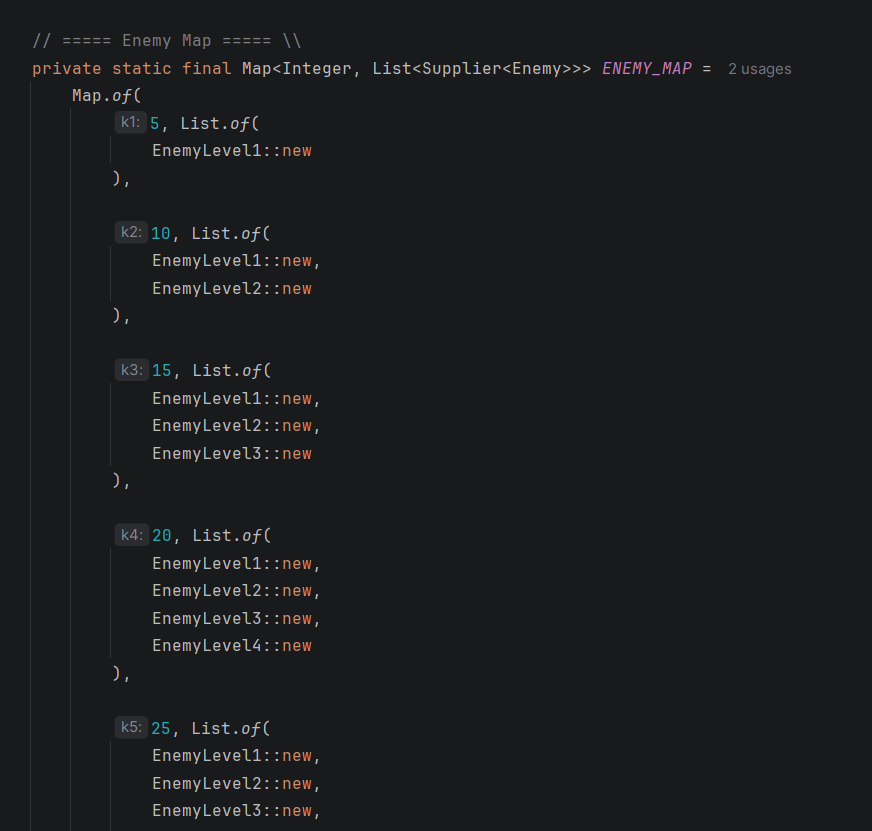 // ===== Enemy Map ===== \\
private static final Map<Integer, List<Supplier<Enemy>>> ENEMY_MAP = 2 usages
Map.of(
k1: 5, List.of(
EnemyLevel1::new
),
k2: 10, List.of(
EnemyLevel1::new,
EnemyLevel2::new
),
k3: 15, List.of(
EnemyLevel1::new,
EnemyLevel2::new,
EnemyLevel3::new
),
k4: 20, List.of(
EnemyLevel1::new,
EnemyLevel2::new,
EnemyLevel3::new,
EnemyLevel4::new
),
k5: 25, List.of(
EnemyLevel1::new,
EnemyLevel2::new,
EnemyLevel3::new,